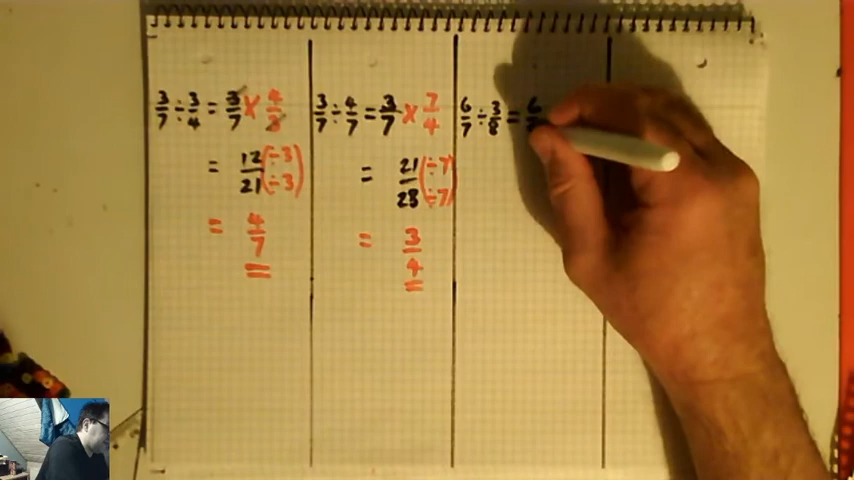 3/7 ÷ 3/4 = 3/7 × 4/3
= 12/21 (÷3)/(÷3)
= 4/7
3/7 ÷ 4/7 = 3/7 × 7/4
= 21/28 (÷7)/(÷7)
= 3/4
6/7 ÷ 3/8 = 6